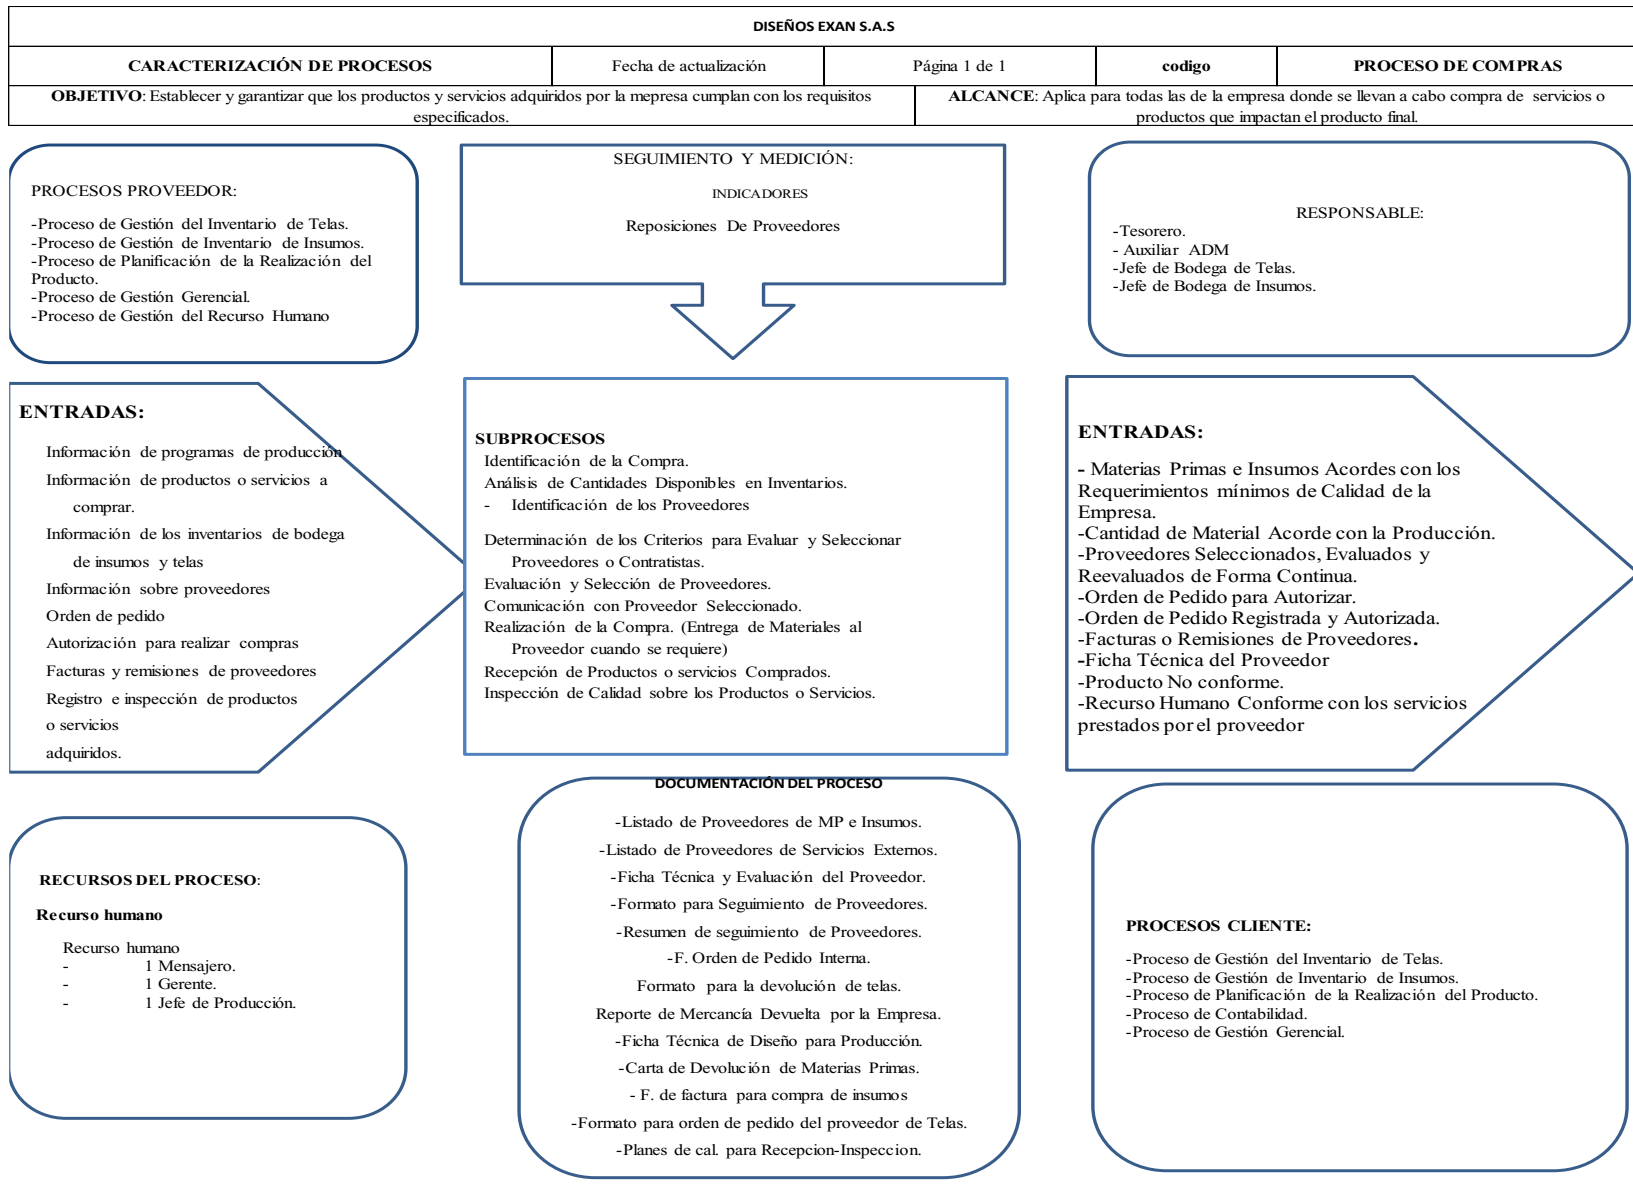 DISEÑOS EXAN S.A.S
CARACTERIZACIÓN DE PROCESOS
Fecha de actualización
Página 1 de 1
codigo
PROCESO DE COMPRAS
OBJETIVO: Establecer y garantizar que los productos y servicios adquiridos por la mepresa cumplan con los requisitos
especificados.
ALCANCE: Aplica para todas las de la empresa donde se llevan a cabo compra de servicios o
productos que impactan el producto final.
PROCESOS PROVEEDOR:
-Proceso de Gestión del Inventario de Telas.
-Proceso de Gestión de Inventario de Insumos.
-Proceso de Planificación de la Realización del
Producto.
-Proceso de Gestión Gerencial.
-Proceso de Gestión del Recurso Humano
SEGUIMIENTO Y MEDICIÓN:
INDICADORES
Reposiciones De Proveedores
RESPONSABLE:
-Tesorero.
- Auxiliar ADM
-Jefe de Bodega de Telas.
-Jefe de Bodega de Insumos.
ENTRADAS:
Información de programas de producción
Información de productos o servicios a
comprar.
Información de los inventarios de bodega
de insumos y telas
Información sobre proveedores
Orden de pedido
Autorización para realizar compras
Facturas y remisiones de proveedores
Registro e inspección de productos
o servicios
adquiridos.
SUBPROCESOS
Identificación de la Compra.
Análisis de Cantidades Disponibles en Inventarios.
- Identificación de los Proveedores
Determinación de los Criterios para Evaluar y Seleccionar
Proveedores o Contratistas.
Evaluación y Selección de Proveedores.
Comunicación con Proveedor Seleccionado.
Realización de la Compra. (Entrega de Materiales al
Proveedor cuando se requiere)
Recepción de Productos o servicios Comprados.
Inspección de Calidad sobre los Productos o Servicios.
ENTRADAS:
- Materias Primas e Insumos Acordes con los
Requerimientos mínimos de Calidad de la
Empresa.
-Cantidad de Material Acorde con la Producción.
-Proveedores Seleccionados, Evaluados y
Reevaluados de Forma Continua.
-Orden de Pedido para Autorizar.
-Orden de Pedido Registrada y Autorizada.
-Facturas o Remisiones de Proveedores.
-Ficha Técnica del Proveedor
-Producto No conforme.
-Recurso Humano Conforme con los servicios
prestados por el proveedor
RECURSOS DEL PROCESO:
Recurso humano
Recurso humano
- 1 Mensajero.
- 1 Gerente.
- 1 Jefe de Producción.
DOCUMENTACIÓN DEL PROCESO
-Listado de Proveedores de MP e Insumos.
-Listado de Proveedores de Servicios Externos.
-Ficha Técnica y Evaluación del Proveedor.
-Formato para Seguimiento de Proveedores.
-Resumen de seguimiento de Proveedores.
-F. Orden de Pedido Interna.
Formato para la devolución de telas.
Reporte de Mercancía Devuelta por la Empresa.
-Ficha Técnica de Diseño para Producción.
-Carta de Devolución de Materias Primas.
- F. de factura para compra de insumos
-Formato para orden de pedido del proveedor de Telas.
-Planes de cal. para Recepcion-Inspeccion.
PROCESOS CLIENTE:
-Proceso de Gestión del Inventario de Telas.
-Proceso de Gestión de Inventario de Insumos.
-Proceso de Planificación de la Realización del Producto.
-Proceso de Contabilidad.
-Proceso de Gestión Gerencial.